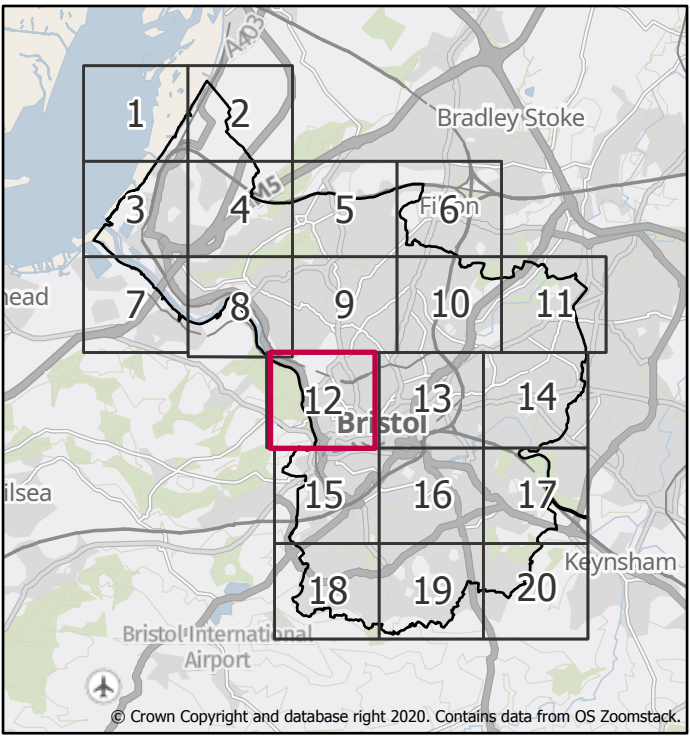 A403
1
2
Bradley Stoke
M5
3
4
5
6
Filton
7
8
9
10
11
ead
12
13
14
Bristol
ilsea
15
16
17
18
19
20
Keynsham
Bristol International
Airport
© Crown Copyright and database right 2020. Contains data from OS Zoomstack.